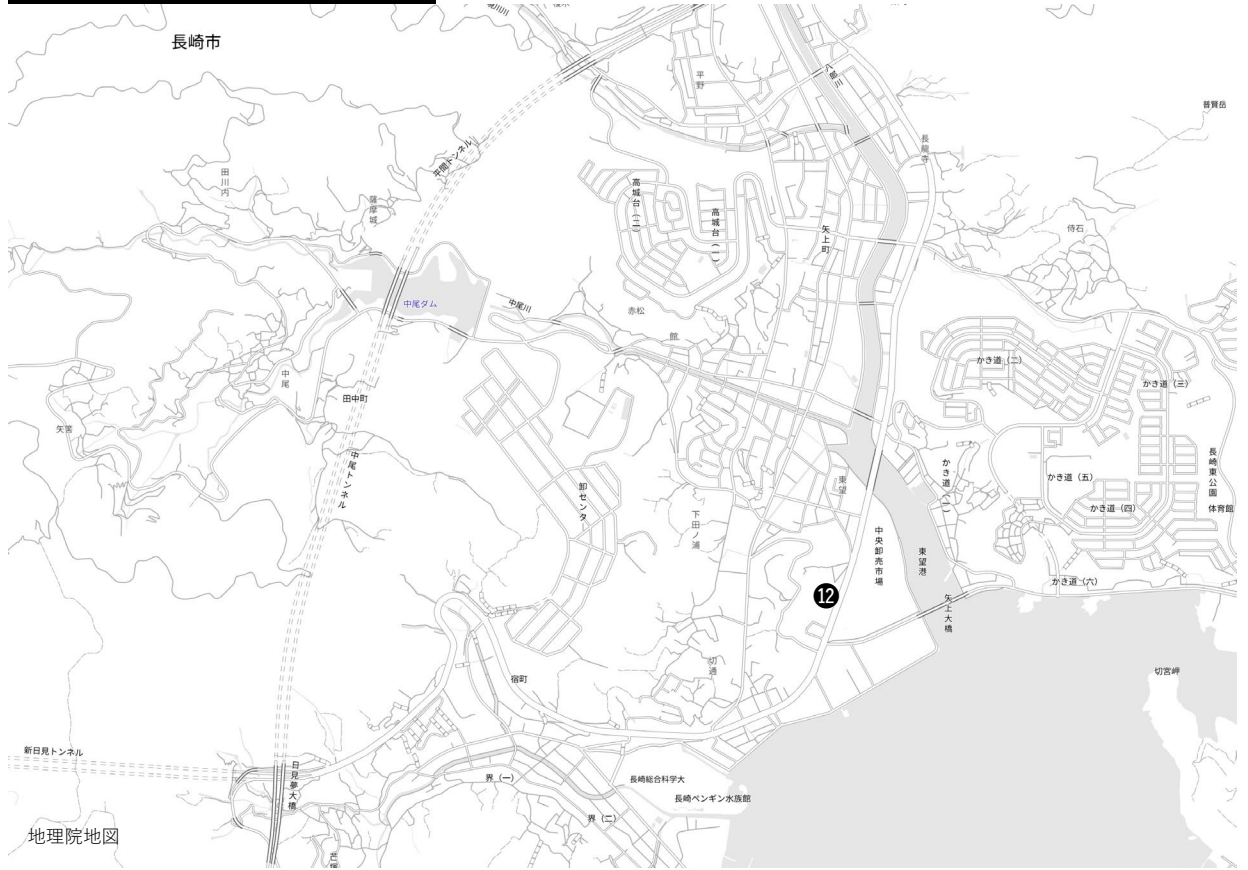 長崎市
平野
八郎川
普賢岳
長龍寺
平間トンネル
田川内
薩摩城
高城台(二)
高城台(一)
矢上町
侍石
中尾ダム
中尾川
赤松
館
かき道(二)
かき道(三)
中尾
田中町
矢筈
中尾トンネル
卸センター
東望
下田ノ浦
かき道(一)
かき道(五)
かき道(四)
長崎東公園
体育館
中央卸売市場
東望港
かき道(六)
12
矢上大橋
切通
切宮岬
宿町
新日見トンネル
日見夢大橋
界(一)
長崎総合科学大
長崎ペンギン水族館
界(二)
地理院地図